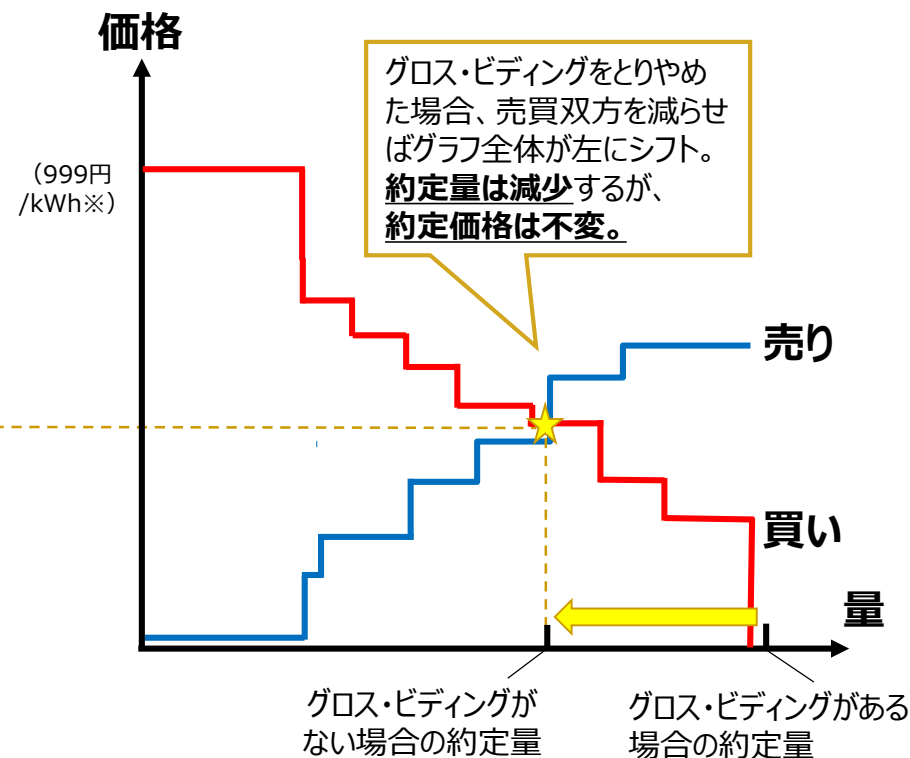 価格
グロス・ビディングをとりやめ
た場合、売買双方を減らせ
ばグラフ全体が左にシフト。
約定量は減少するが、
約定価格は不変。
（999円
/kWh※）
売り
買い
量
グロス・ビディングが
ない場合の約定量
グロス・ビディングがある
場合の約定量